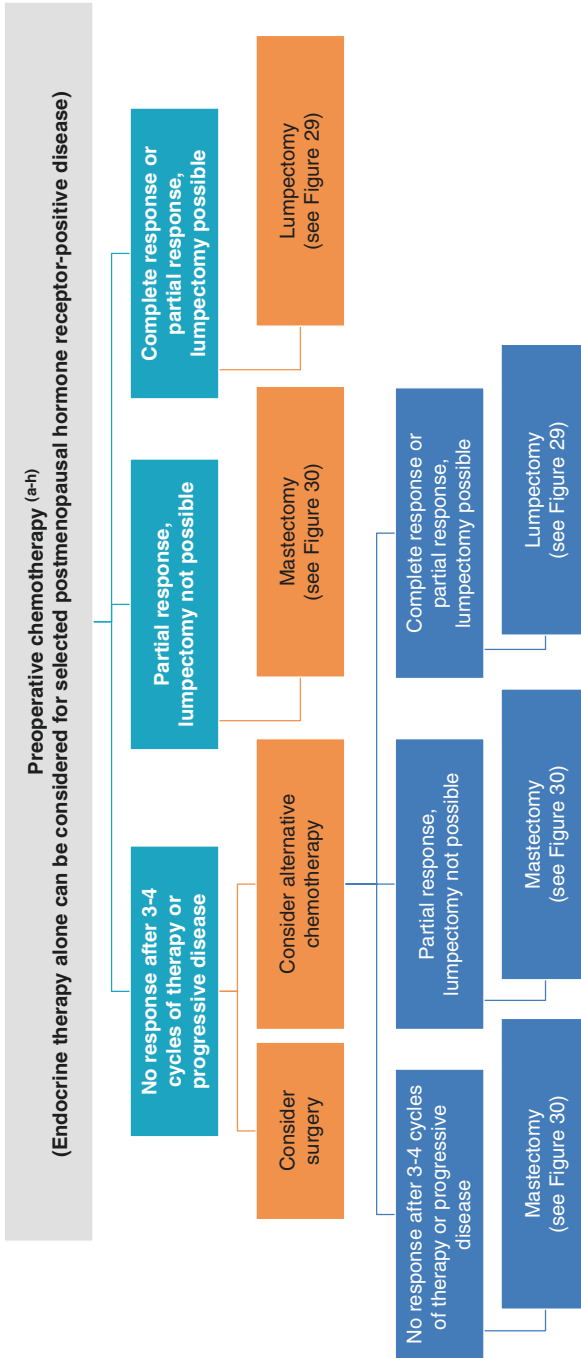 Preoperative chemotherapy (a-h)
(Endocrine therapy alone can be considered for selected postmenopausal hormone receptor-positive disease)
No response after 3-4
cycles of therapy or
progressive disease
Partial response,
lumpectomy not possible
Complete response or
partial response,
lumpectomy possible
Consider
surgery
Consider alternative
chemotherapy
Mastectomy
(see Figure 30)
Lumpectomy
(see Figure 29)
No response after 3-4 cycles
of therapy or progressive
disease
Partial response,
lumpectomy not possible
Complete response or
partial response,
lumpectomy possible
Mastectomy
(see Figure 30)
Mastectomy
(see Figure 30)
Lumpectomy
(see Figure 29)